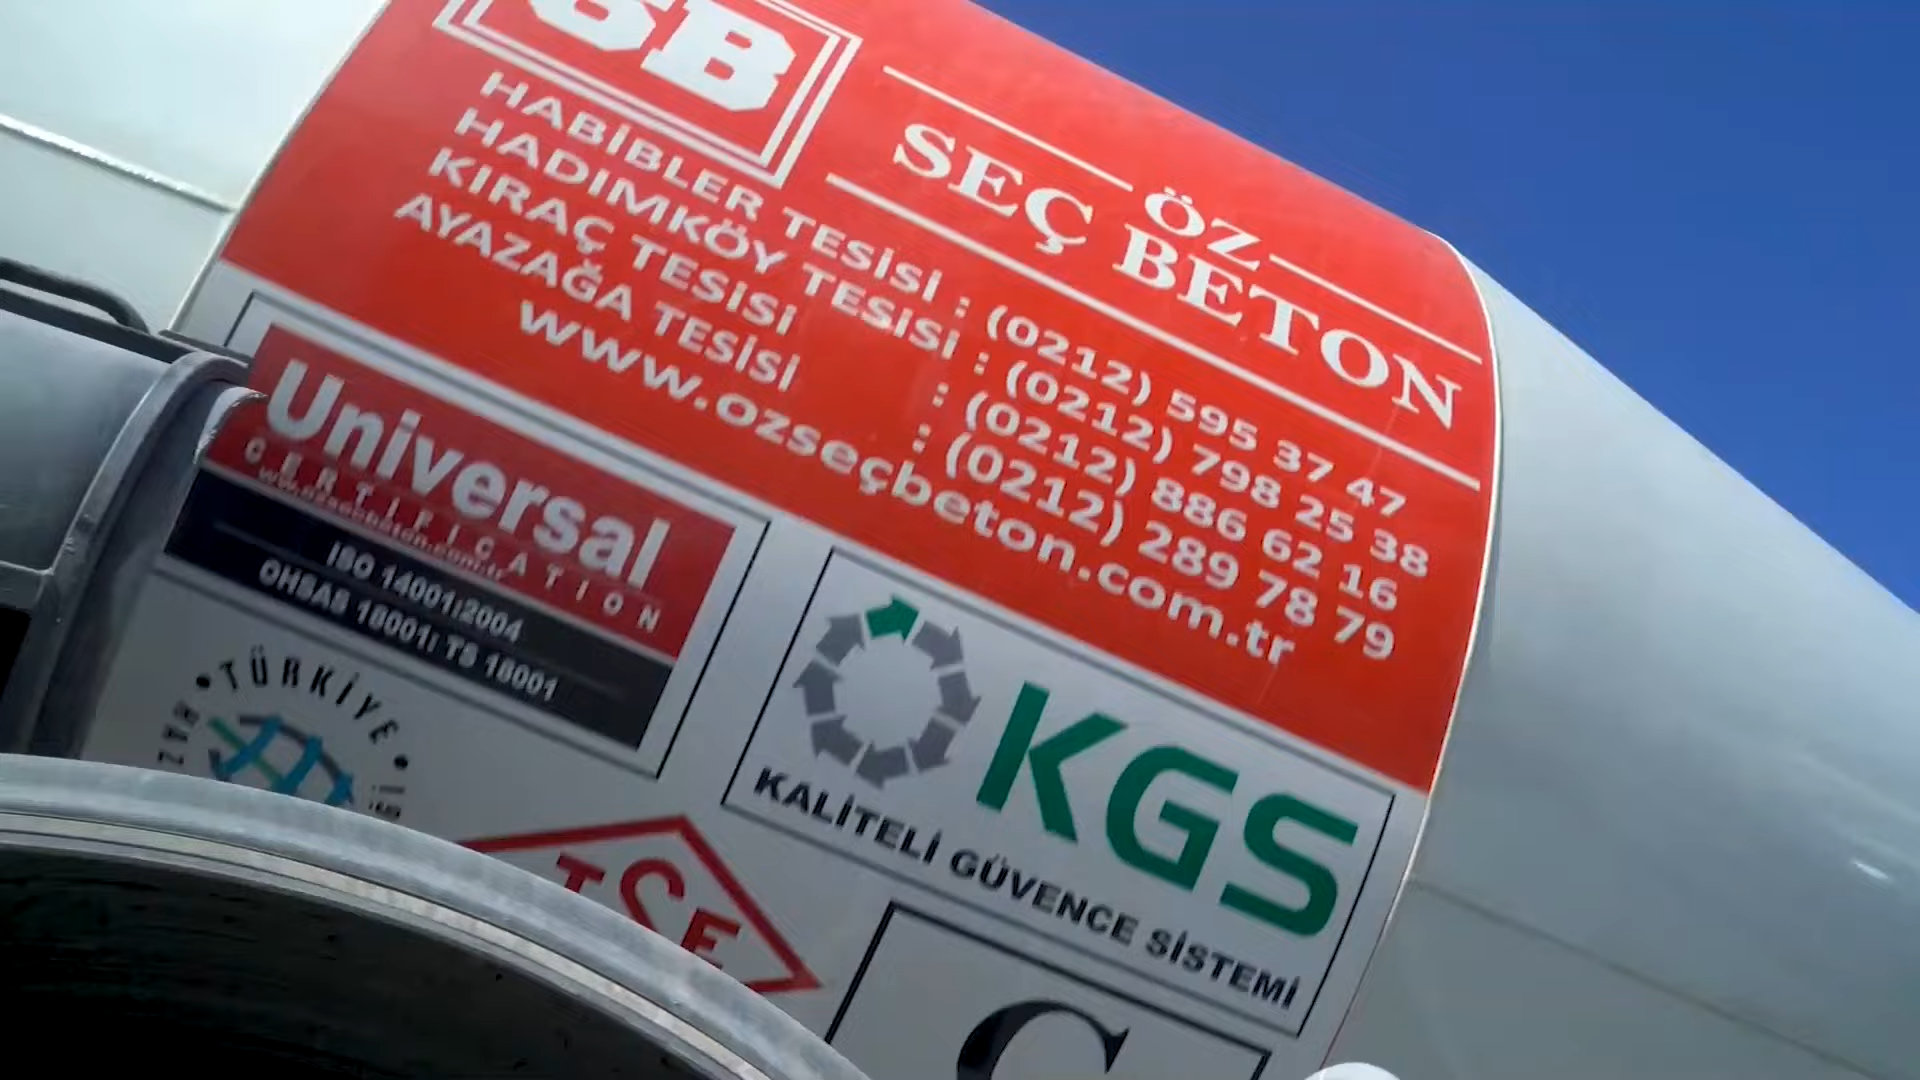 SB
ÖZ
SEÇ BETON
HABİBLER TESİSİ : (0212) 595 37 47
HADIMKÖY TESİSİ : (0212) 798 25 38
KIRAÇ TESİSİ : (0212) 886 62 16
AYAZAĞA TESİSİ : (0212) 289 78 79
www.ozseçbeton.com.tr
Universal
CERTIFICATION
ISO 14001:2004
OHSAS 18001: TS 18001
TÜRKİYE
HAZ
KGS
KALİTELİ GÜVENCE SİSTEMİ
TSE